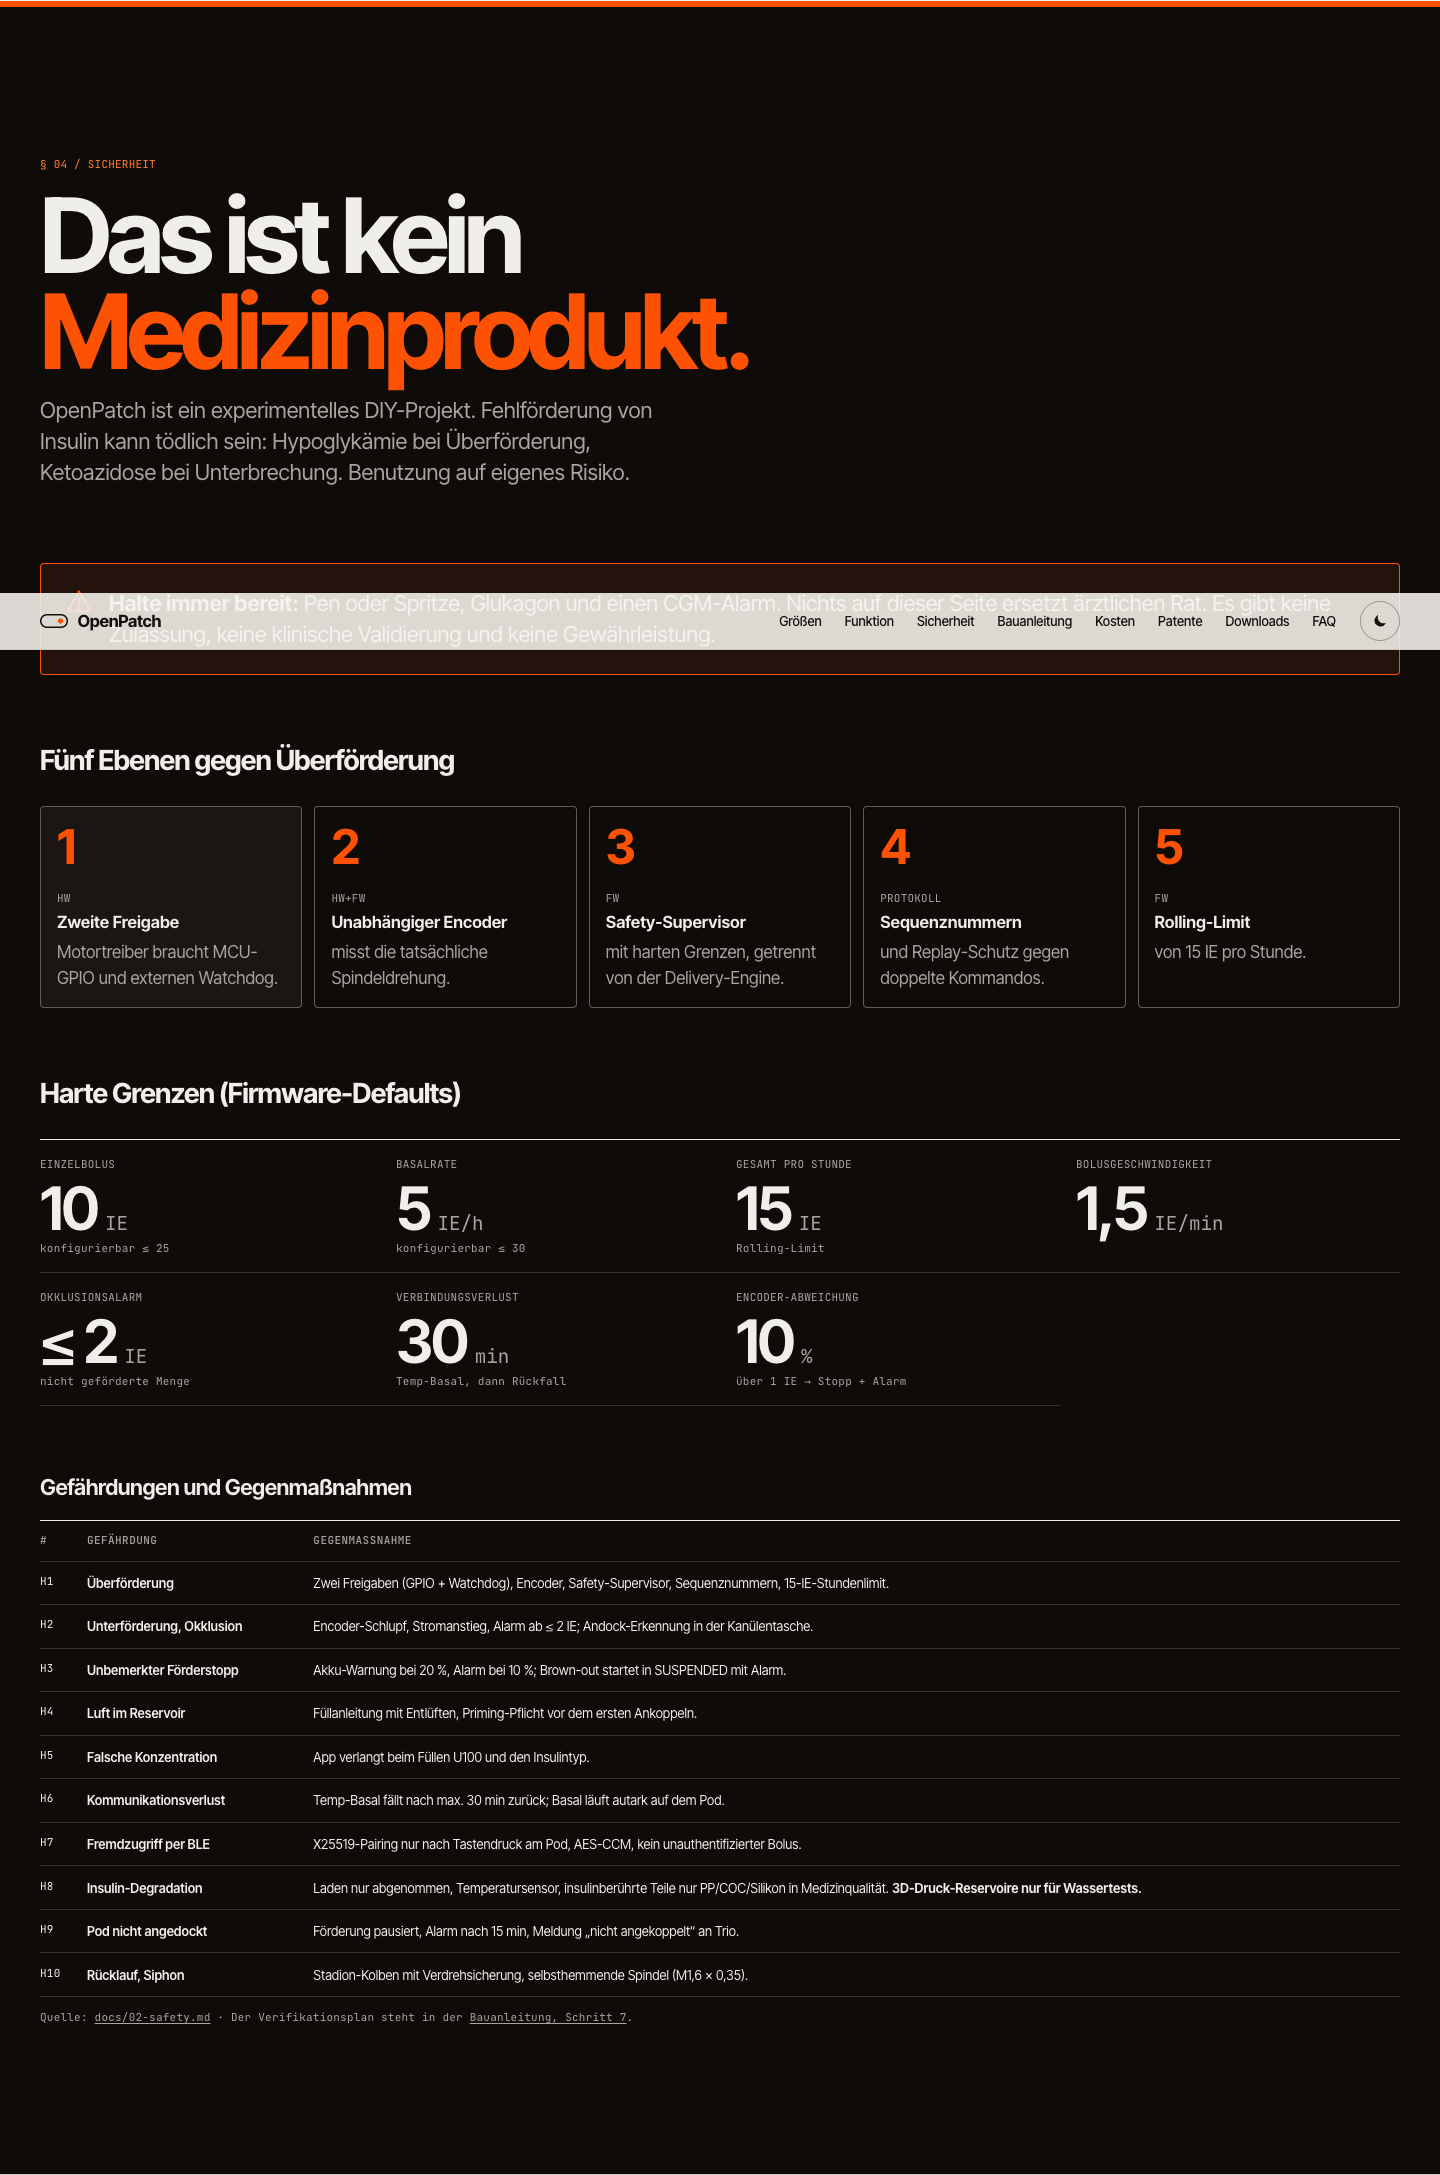 § 04 / SICHERHEIT
Das ist kein
Medizinprodukt.
OpenPatch ist ein experimentelles DIY-Projekt. Fehlförderung von
Insulin kann tödlich sein: Hypoglykämie bei Überförderung,
Ketoazidose bei Unterbrechung. Benutzung auf eigenes Risiko.
⚠ Halte immer bereit: Pen oder Spritze, Glukagon und einen CGM-Alarm. Nichts auf dieser Seite ersetzt ärztlichen Rat. Es gibt keine
OpenPatch
Größen Funktion Sicherheit Bauanleitung Kosten Patente Downloads FAQ
Zulassung, keine klinische Validierung und keine Gewährleistung.
Fünf Ebenen gegen Überförderung
1
HW
Zweite Freigabe
Motortreiber braucht MCU-
GPIO und externen Watchdog.
2
HW+FW
Unabhängiger Encoder
misst die tatsächliche
Spindeldrehung.
3
FW
Safety-Supervisor
mit harten Grenzen, getrennt
von der Delivery-Engine.
4
PROTOKOLL
Sequenznummern
und Replay-Schutz gegen
doppelte Kommandos.
5
FW
Rolling-Limit
von 15 IE pro Stunde.
Harte Grenzen (Firmware-Defaults)
EINZELBOLUS
10 IE
konfigurierbar ≤ 25
BASALRATE
5 IE/h
konfigurierbar ≤ 30
GESAMT PRO STUNDE
15 IE
Rolling-Limit
BOLUSGESCHWINDIGKEIT
1,5 IE/min
OKKLUSIONSALARM
≤ 2 IE
nicht geförderte Menge
VERBINDUNGSVERLUST
30 min
Temp-Basal, dann Rückfall
ENCODER-ABWEICHUNG
10 %
über 1 IE → Stopp + Alarm
Gefährdungen und Gegenmaßnahmen
# GEFÄHRDUNG GEGENMASSNAHME
H1 Überförderung Zwei Freigaben (GPIO + Watchdog), Encoder, Safety-Supervisor, Sequenznummern, 15-IE-Stundenlimit.
H2 Unterförderung, Okklusion Encoder-Schlupf, Stromanstieg, Alarm ab ≤ 2 IE; Andock-Erkennung in der Kanülentasche.
H3 Unbemerkter Förderstopp Akku-Warnung bei 20 %, Alarm bei 10 %; Brown-out startet in SUSPENDED mit Alarm.
H4 Luft im Reservoir Füllanleitung mit Entlüften, Priming-Pflicht vor dem ersten Ankoppeln.
H5 Falsche Konzentration App verlangt beim Füllen U100 und den Insulintyp.
H6 Kommunikationsverlust Temp-Basal fällt nach max. 30 min zurück; Basal läuft autark auf dem Pod.
H7 Fremdzugriff per BLE X25519-Pairing nur nach Tastendruck am Pod, AES-CCM, kein unauthentifizierter Bolus.
H8 Insulin-Degradation Laden nur abgenommen, Temperatursensor, insulinberührte Teile nur PP/COC/Silikon in Medizinqualität. 3D-Druck-Reservoire nur für Wassertests.
H9 Pod nicht angedockt Förderung pausiert, Alarm nach 15 min, Meldung „nicht angekoppelt“ an Trio.
H10 Rücklauf, Siphon Stadion-Kolben mit Verdrehsicherung, selbsthemmende Spindel (M1,6 × 0,35).
Quelle: docs/02-safety.md · Der Verifikationsplan steht in der Bauanleitung, Schritt 7.